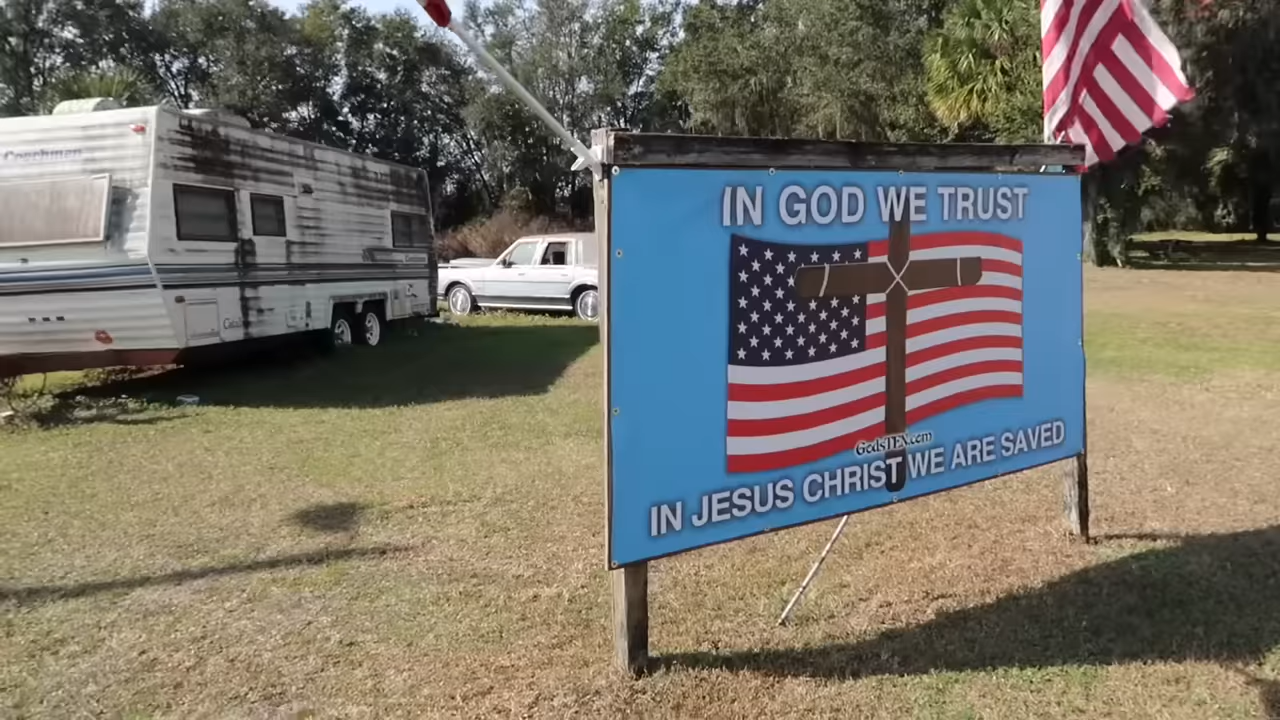 Coachman
IN GOD WE TRUST
GodsTEN.com
IN JESUS CHRIST WE ARE SAVED